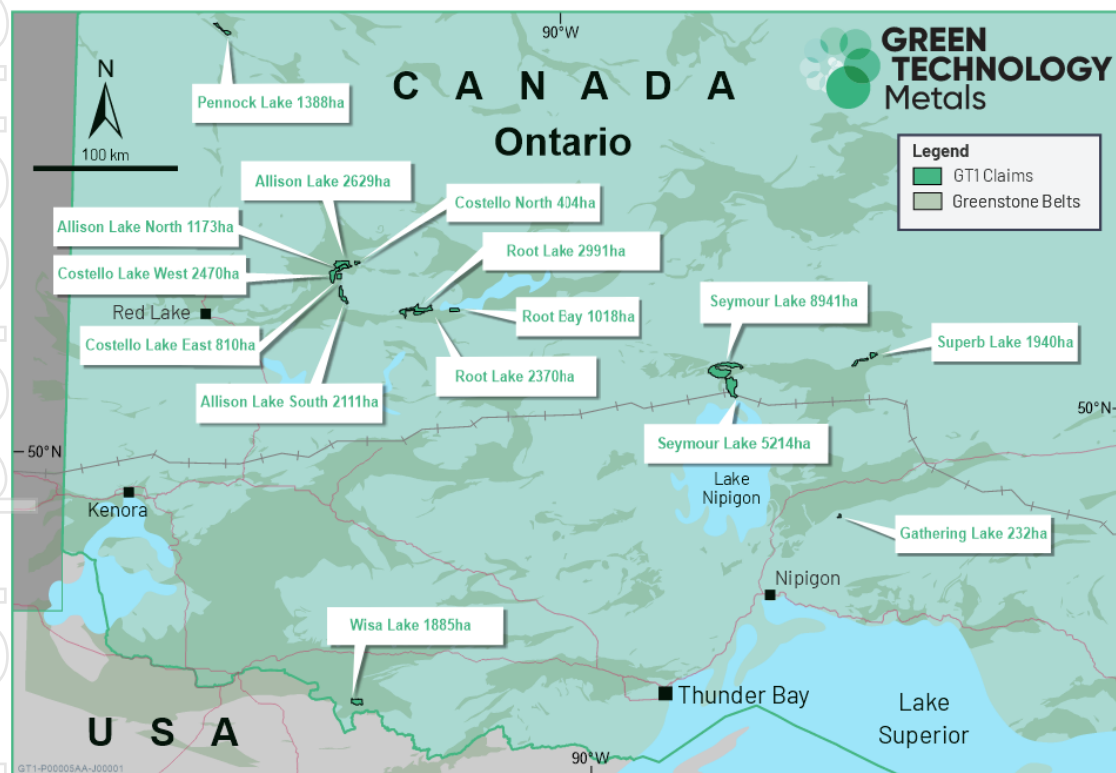 90°W
GREEN
TECHNOLOGY
Metals
N
CANADA
Pennock Lake 1388ha
Ontario
100 km
Legend
GT1 Claims
Greenstone Belts
Allison Lake 2629ha
Costello North 404ha
Allison Lake North 1173ha
Root Lake 2991ha
Costello Lake West 2470ha
Seymour Lake 8941ha
Red Lake
Root Bay 1018ha
Costello Lake East 810ha
Superb Lake 1940ha
Root Lake 2370ha
Allison Lake South 2111ha
50°N
Seymour Lake 5214ha
50°N
Lake
Nipigon
Kenora
Gathering Lake 232ha
Nipigon
Wisa Lake 1885ha
Thunder Bay
Lake
Superior
USA
90°W
GT1-P00005AA-J00001